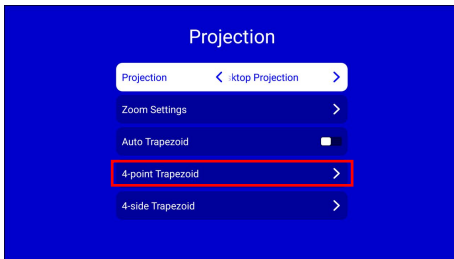 Projection
Projection ktop Projection
Zoom Settings
Auto Trapezoid
4-point Trapezoid
4-side Trapezoid